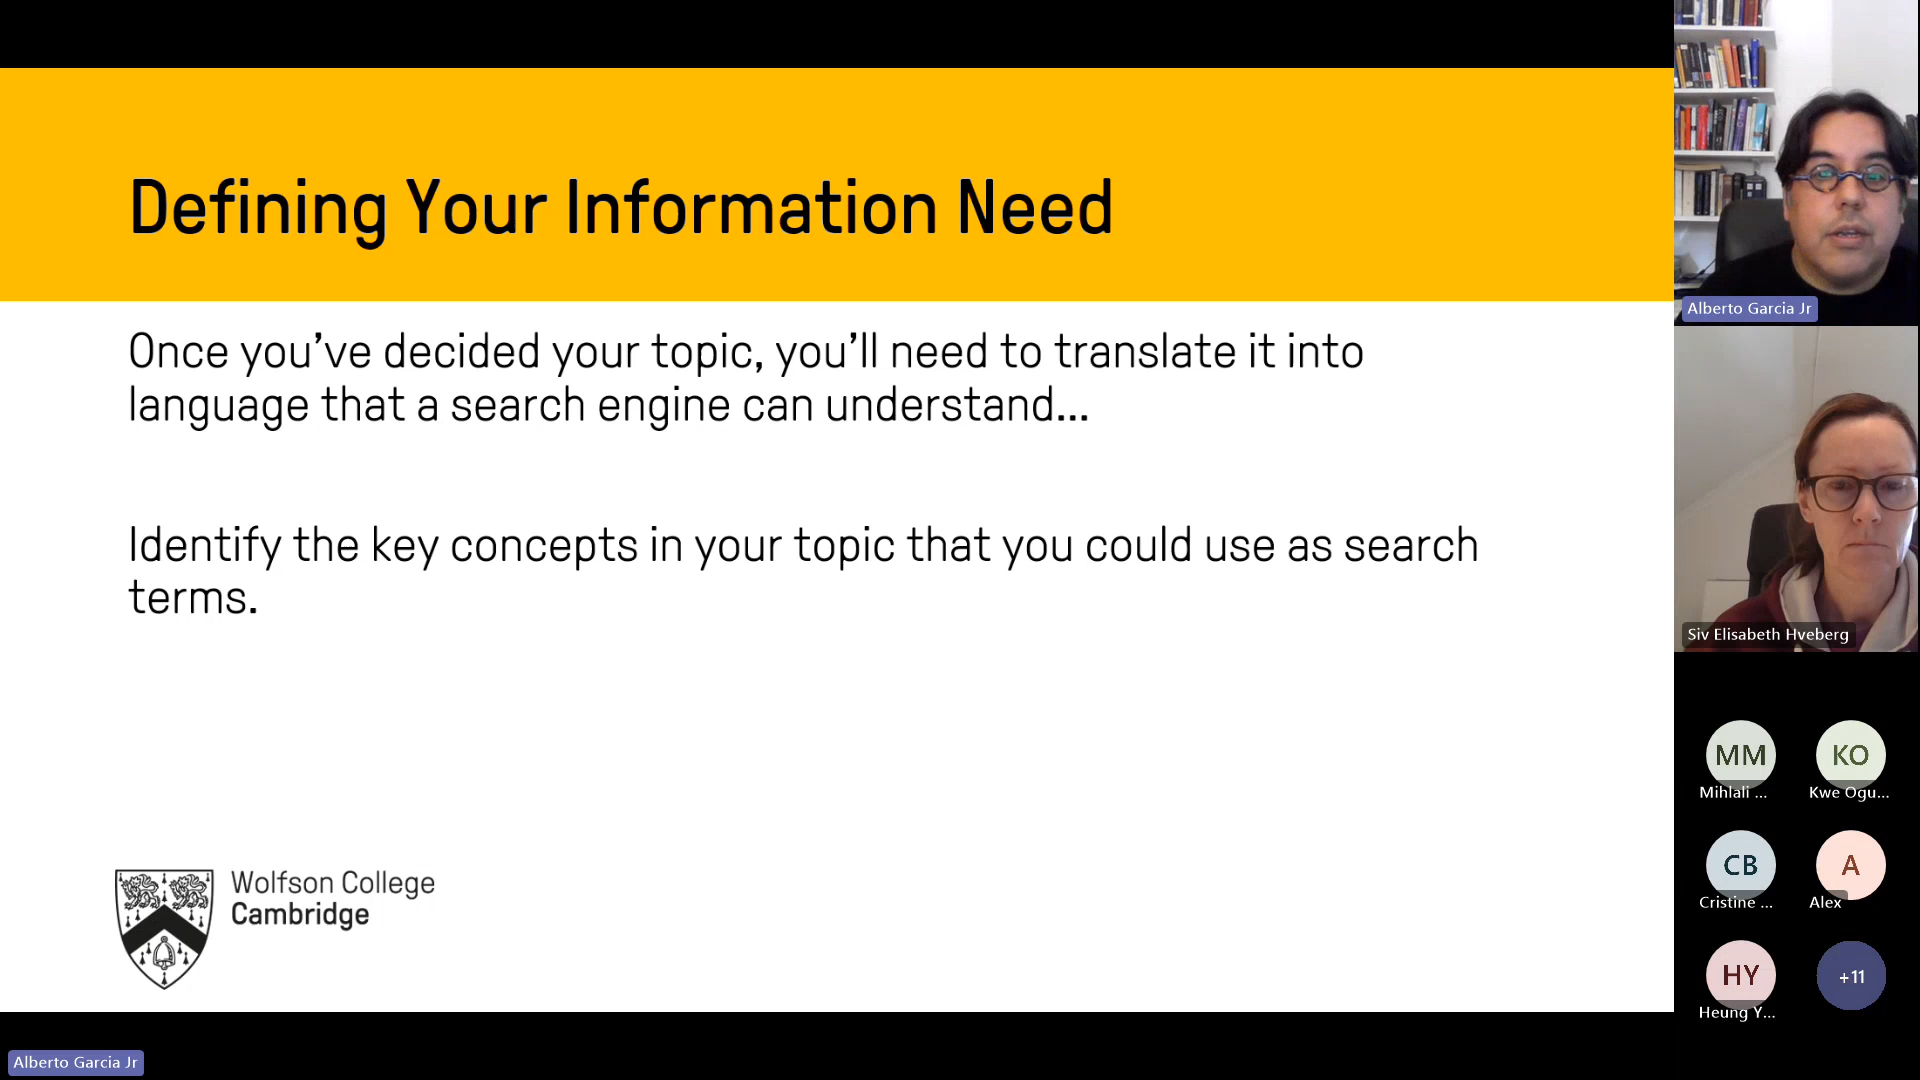 Defining Your Information Need
Once you’ve decided your topic, you’ll need to translate it into
language that a search engine can understand...
Identify the key concepts in your topic that you could use as search
terms.
Wolfson College
Cambridge
Alberto Garcia Jr
Alberto Garcia Jr
Siv Elisabeth Hveberg
MM
Mihlali ...
KO
Kwe Ogu...
CB
Cristine ...
A
Alex
HY
Heung Y...
+11